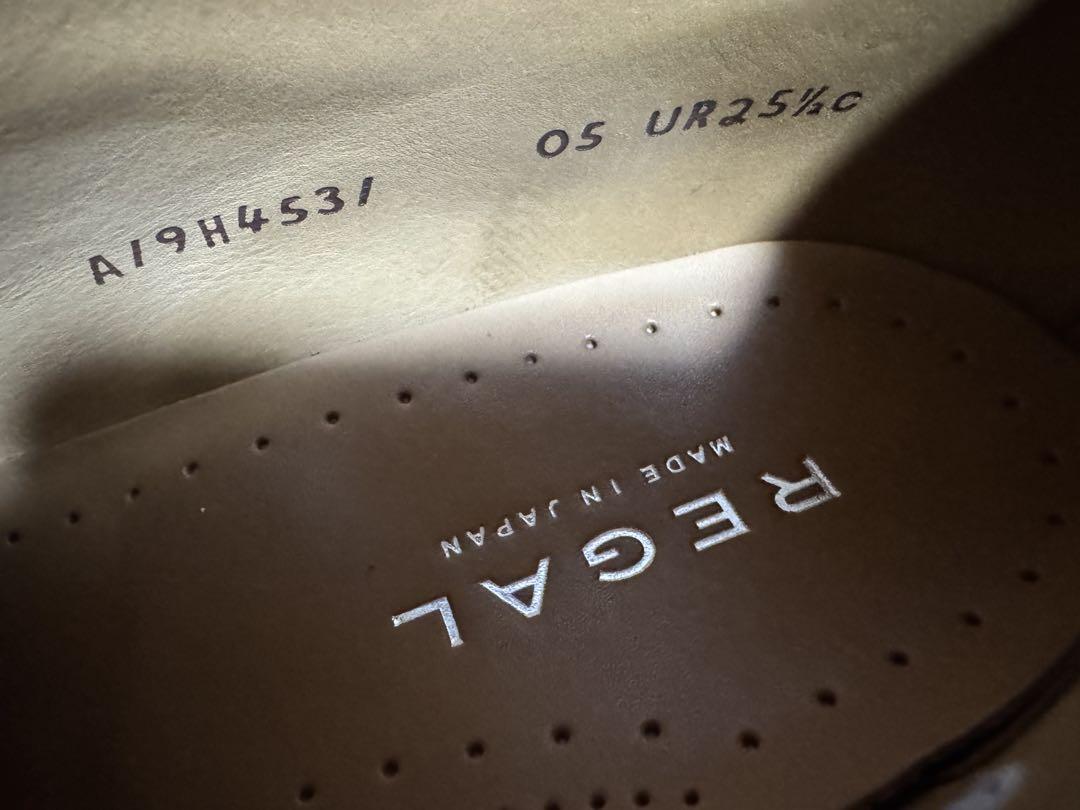 05 UR25½C
A19H4531
REGAL
MADE IN JAPAN